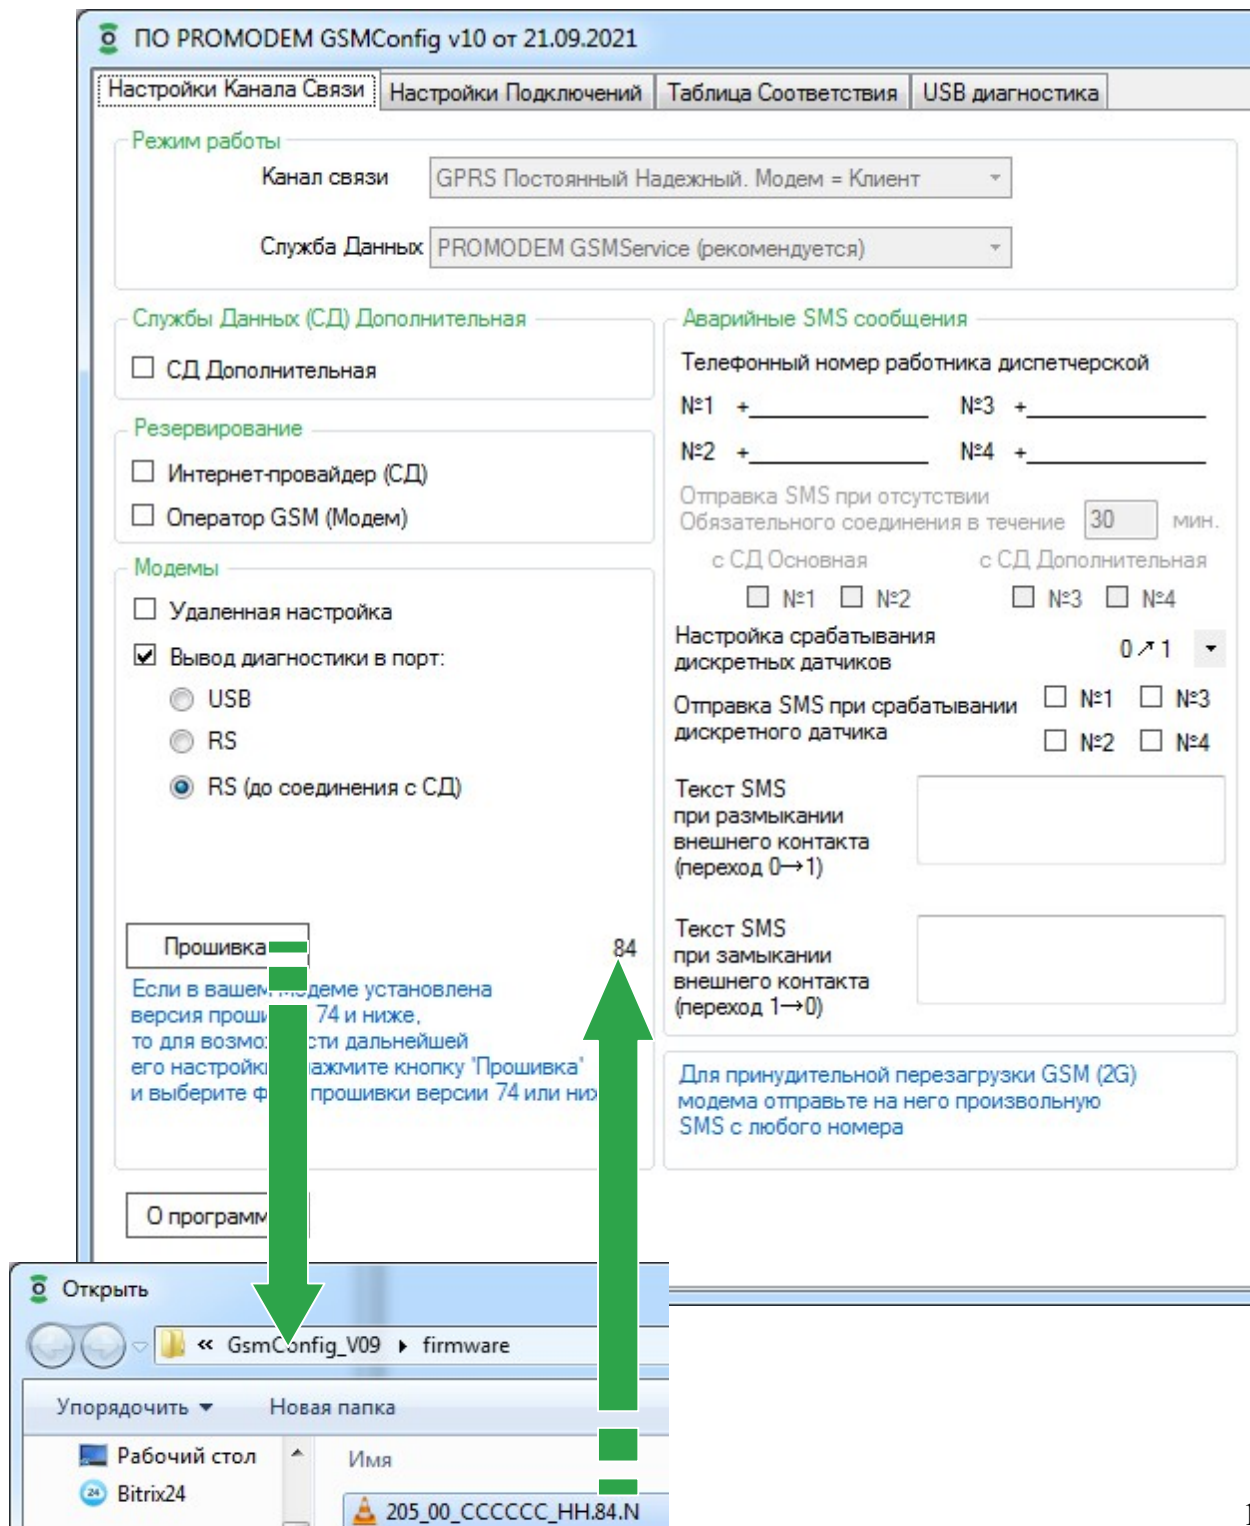 ПО PROMODEM GSMConfig v10 от 21.09.2021
Настройки Канала Связи Настройки Подключений Таблица Соответствия USB диагностика
Режим работы
Канал связи GPRS Постоянный Надежный. Модем = Клиент
Служба Данных PROMODEM GSMService (рекомендуется)
Службы Данных (СД) Дополнительная
СД Дополнительная
Резервирование
Интернет-провайдер (СД)
Оператор GSM (Модем)
Модемы
Удаленная настройка
Вывод диагностики в порт:
USB
RS
RS (до соединения с СД)
Прошивка 84
Если в вашем модеме установлена
версия 74 и ниже,
то для дальнейшей
его нажмите кнопку 'Прошивка'
и выберите прошивки версии 74 или
О
Аварийные SMS сообщения
Телефонный номер работника диспетчерской
№1 + №3 +
№2 + №4 +
Отправка SMS при отсутствии
Обязательного соединения в течение 30 мин.
с СД Основная с СД Дополнительная
№1 №2 №3 №4
Настройка срабатывания
дискретных датчиков 0↗1
Отправка SMS при срабатывании
дискретного датчика
№1 №3
№2 №4
Текст SMS
при размыкании
внешнего контакта
(переход 0→1)
Текст SMS
при замыкании
внешнего контакта
(переход 1→0)
Для принудительной перезагрузки GSM (2G)
модема отправьте на него произвольную
SMS с любого номера
Открыть
« GsmConfig_V09 firmware
Упорядочить Новая папка
Рабочий стол Имя
24 Bitrix24
205_00_CCCCCC_HH.84.N